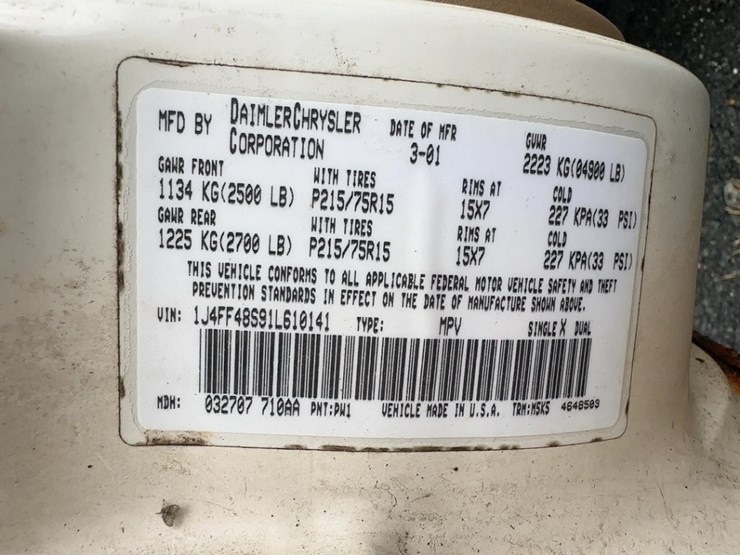 MFD BY DAIMLERCHRYSLER CORPORATION DATE OF MFR 3-01 GVWR 2223 KG(04900 LB)
GAWR FRONT WITH TIRES RIMS AT COLD
1134 KG(2500 LB) P215/75R15 15X7 227 KPA(33 PSI)
GAWR REAR WITH TIRES RIMS AT COLD
1225 KG(2700 LB) P215/75R15 15X7 227 KPA(33 PSI)
THIS VEHICLE CONFORMS TO ALL APPLICABLE FEDERAL MOTOR VEHICLE SAFETY AND THEFT
PREVENTION STANDARDS IN EFFECT ON THE DATE OF MANUFACTURE SHOWN ABOVE.
VIN: 1J4FF48S91L610141 TYPE: MPV SINGLE X DUAL
MDH: 032707 710AA PNT:PW1 VEHICLE MADE IN U.S.A. TRM:M5K5 4648503